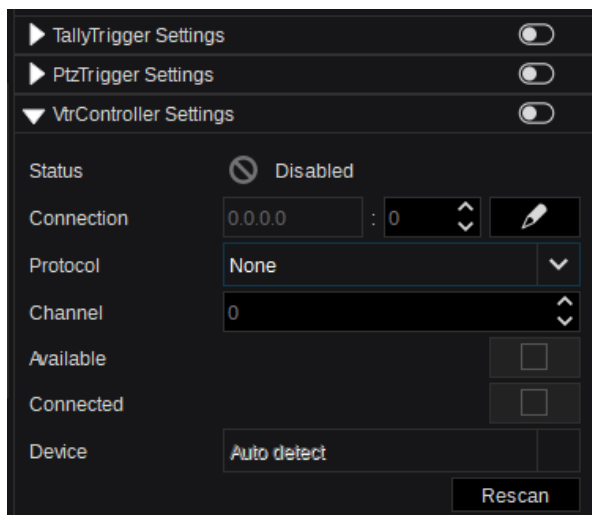 TallyTrigger Settings
PtzTrigger Settings
VtrController Settings
Status Disabled
Connection 0.0.0.0 : 0
Protocol None
Channel 0
Available
Connected
Device Auto detect
Rescan